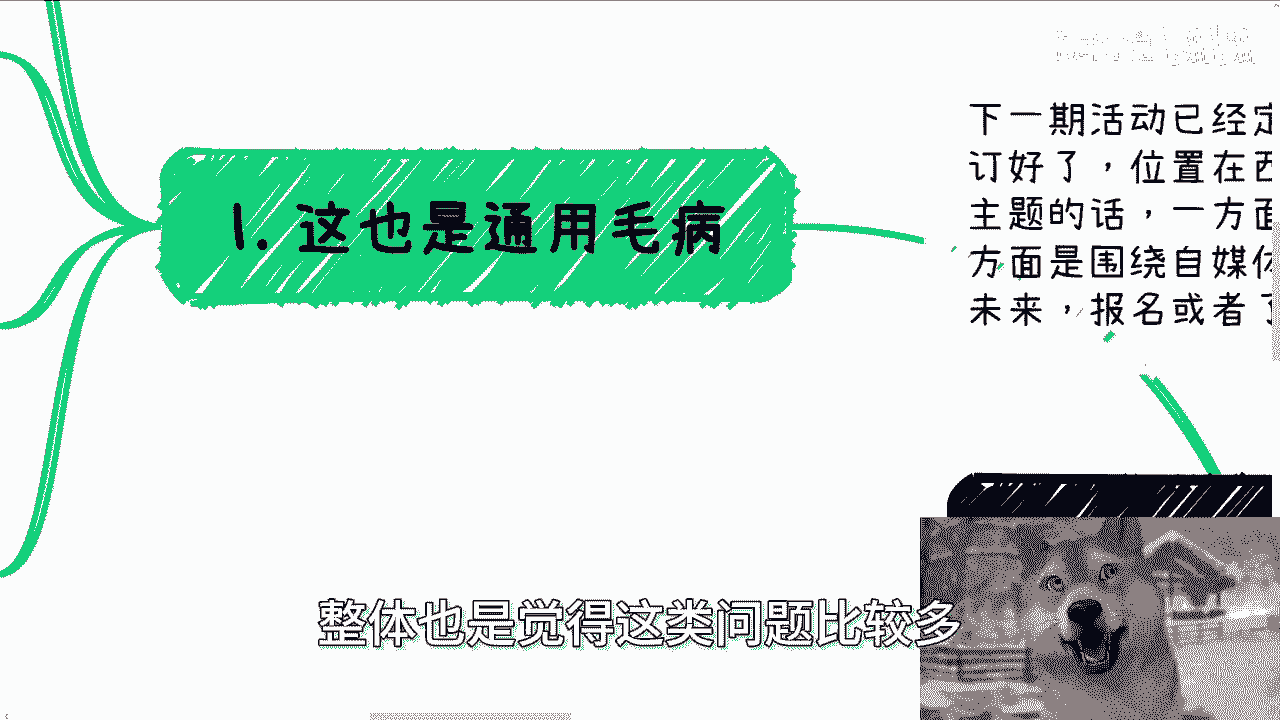 1. 这也是通用毛病
下一期活动已经定
订好了，位置在西
主题的话，一方面
方面是围绕自媒体
未来，报名或者了
整体也是觉得这类问题比较多